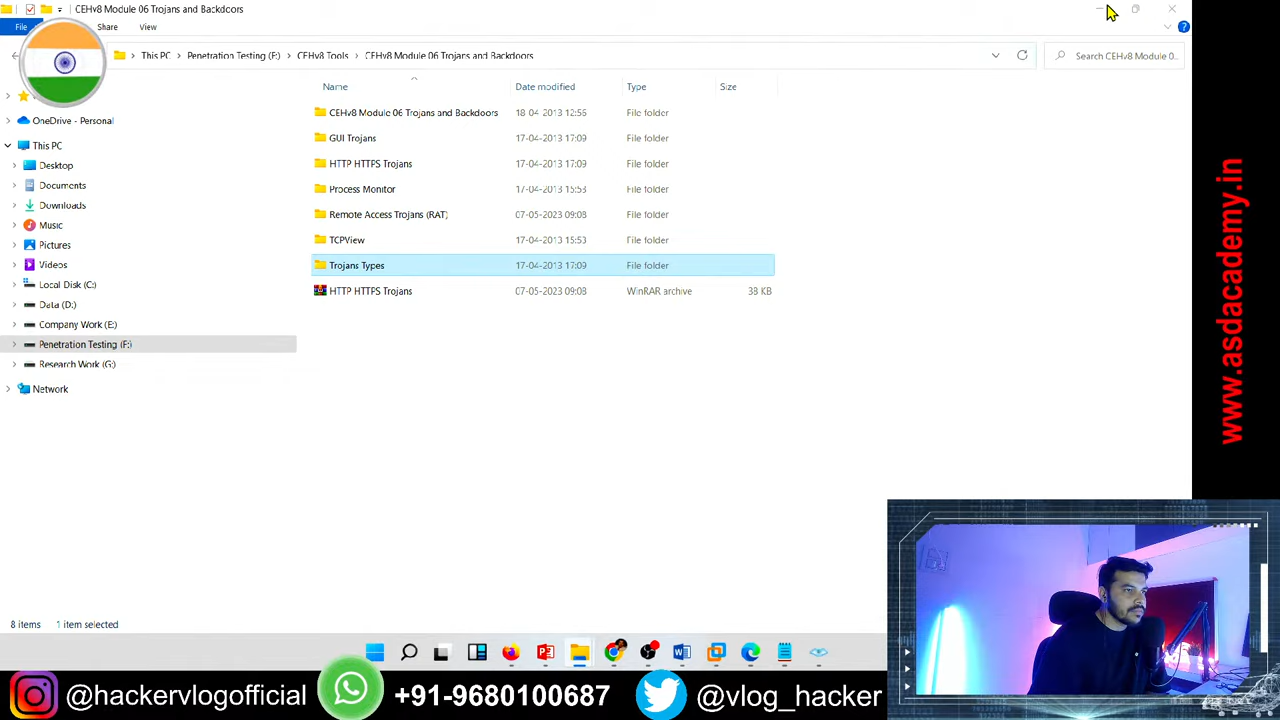 CEHv8 Module 06 Trojans and Backdoors
File Share View
This PC > Penetration Testing (F:) > CEHv8 Tools > CEHv8 Module 06 Trojans and Backdoors
Search CEHv8 Module 0...
Name Date modified Type Size
CEHv8 Module 06 Trojans and Backdoors 18-04-2013 12:56 File folder
GUI Trojans 17-04-2013 17:09 File folder
HTTP HTTPS Trojans 17-04-2013 17:09 File folder
Process Monitor 17-04-2013 15:53 File folder
Remote Access Trojans (RAT) 07-05-2023 09:08 File folder
TCPView 17-04-2013 15:53 File folder
Trojans Types 17-04-2013 17:09 File folder
HTTP HTTPS Trojans 07-05-2023 09:08 WinRAR archive 38 KB
OneDrive - Personal
This PC
Desktop
Documents
Downloads
Music
Pictures
Videos
Local Disk (C:)
Data (D:)
Company Work (E:)
Penetration Testing (F:)
Research Work (G:)
Network
8 items 1 item selected
www.asdacademy.in
@hackervlogofficial +91-9680100687 @vlog_hacker